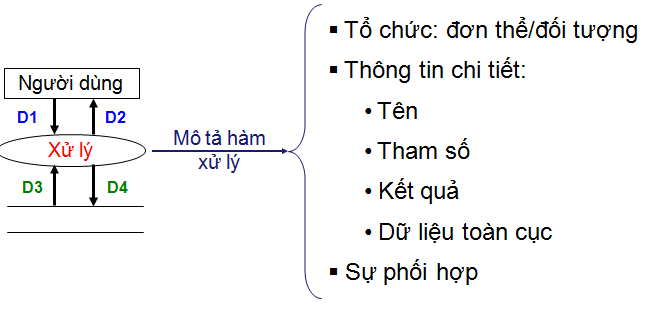 Người dùng
D1
D2
Xử lý
D3
D4
Mô tả hàm
xử lý
▪ Tổ chức: đơn thể/đối tượng
▪ Thông tin chi tiết:
• Tên
• Tham số
• Kết quả
• Dữ liệu toàn cục
▪ Sự phối hợp